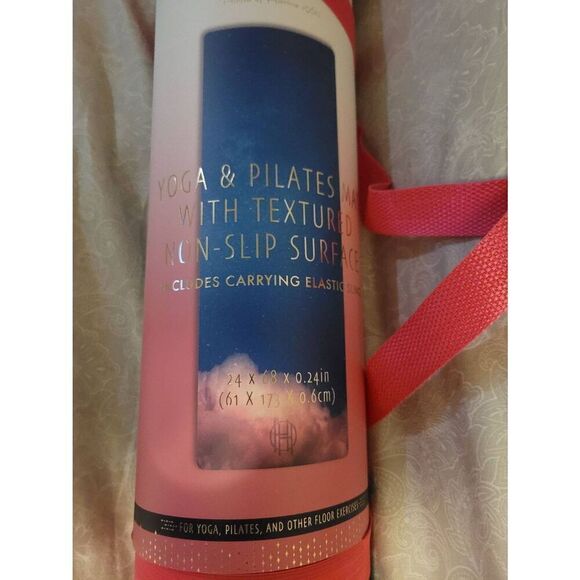 YOGA & PILATES MA
WITH TEXTURED
NON-SLIP SURFACE
INCLUDES CARRYING ELASTIC
24 x 68 x 0.24in
(61 X 173 X 0.6cm)
FOR YOGA, PILATES, AND OTHER FLOOR EXERCISES